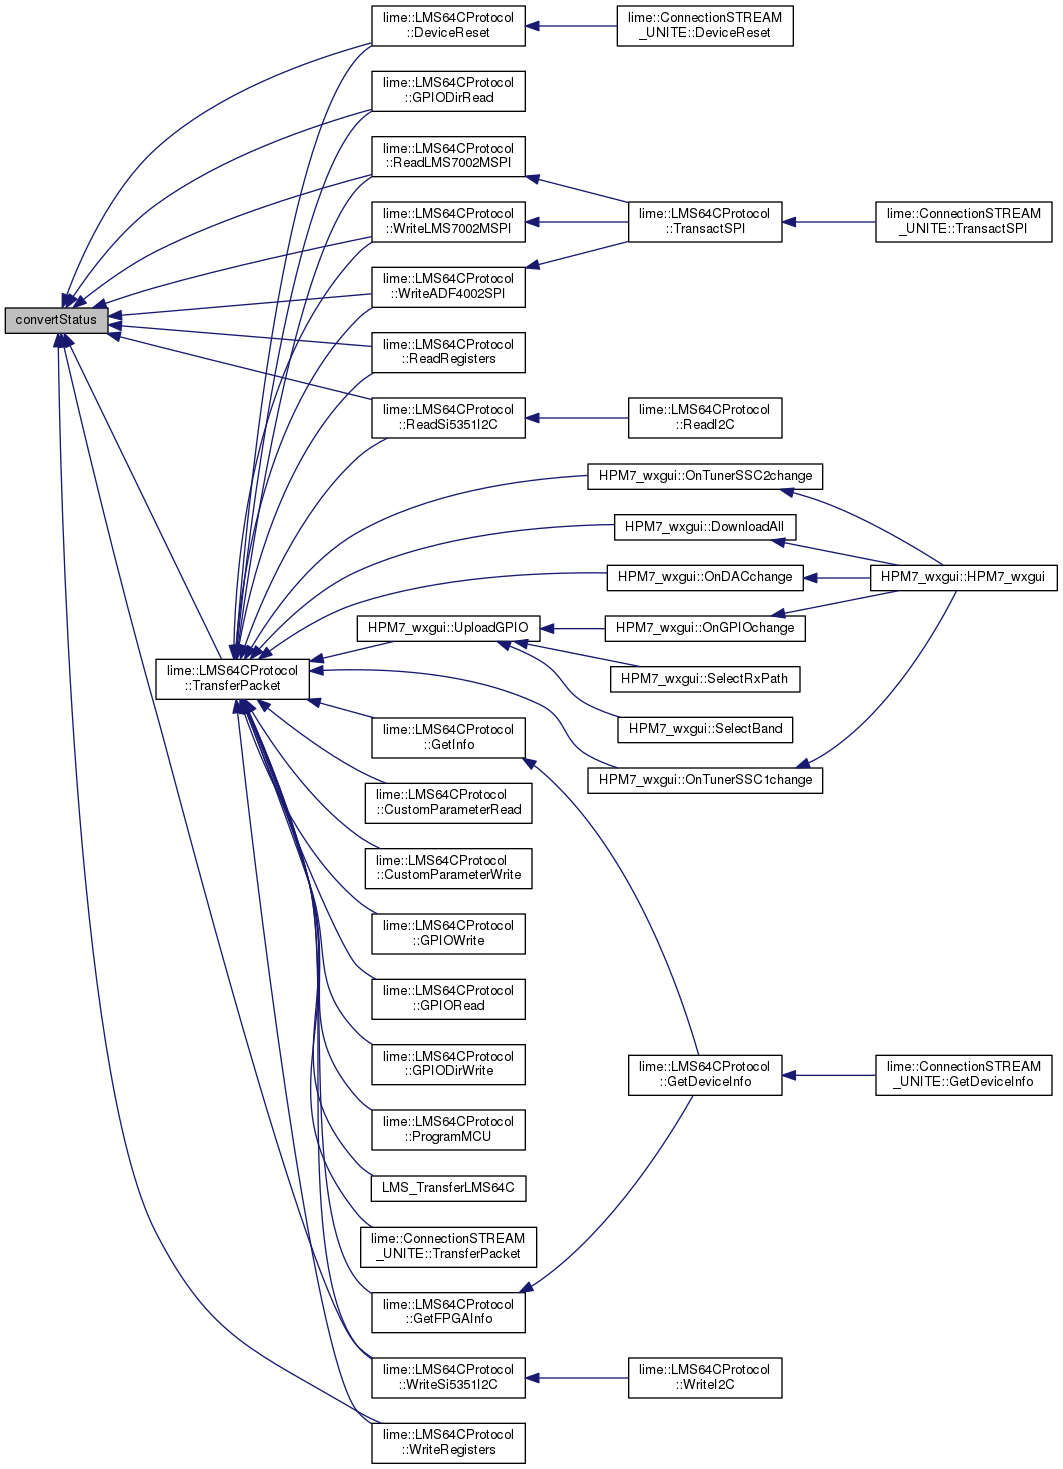 lime::LMS64CProtocol
::DeviceReset
lime::ConnectionSTREAM
_UNITE::DeviceReset
lime::LMS64CProtocol
::GPIODirRead
lime::LMS64CProtocol
::ReadLMS7002MSPI
lime::LMS64CProtocol
::WriteLMS7002MSPI
lime::LMS64CProtocol
::TransactSPI
lime::ConnectionSTREAM
_UNITE::TransactSPI
lime::LMS64CProtocol
::WriteADF4002SPI
convertStatus
lime::LMS64CProtocol
::ReadRegisters
lime::LMS64CProtocol
::ReadSi5351I2C
lime::LMS64CProtocol
::ReadI2C
HPM7_wxgui::OnTunerSSC2change
HPM7_wxgui::DownloadAll
HPM7_wxgui::OnDACchange
HPM7_wxgui::HPM7_wxgui
HPM7_wxgui::UploadGPIO
HPM7_wxgui::OnGPIOchange
lime::LMS64CProtocol
::TransferPacket
HPM7_wxgui::SelectRxPath
HPM7_wxgui::SelectBand
lime::LMS64CProtocol
::GetInfo
HPM7_wxgui::OnTunerSSC1change
lime::LMS64CProtocol
::CustomParameterRead
lime::LMS64CProtocol
::CustomParameterWrite
lime::LMS64CProtocol
::GPIOWrite
lime::LMS64CProtocol
::GPIORead
lime::LMS64CProtocol
::GPIODirWrite
lime::LMS64CProtocol
::GetDeviceInfo
lime::ConnectionSTREAM
_UNITE::GetDeviceInfo
lime::LMS64CProtocol
::ProgramMCU
LMS_TransferLMS64C
lime::ConnectionSTREAM
_UNITE::TransferPacket
lime::LMS64CProtocol
::GetFPGAInfo
lime::LMS64CProtocol
::WriteSi5351I2C
lime::LMS64CProtocol
::WriteI2C
lime::LMS64CProtocol
::WriteRegisters